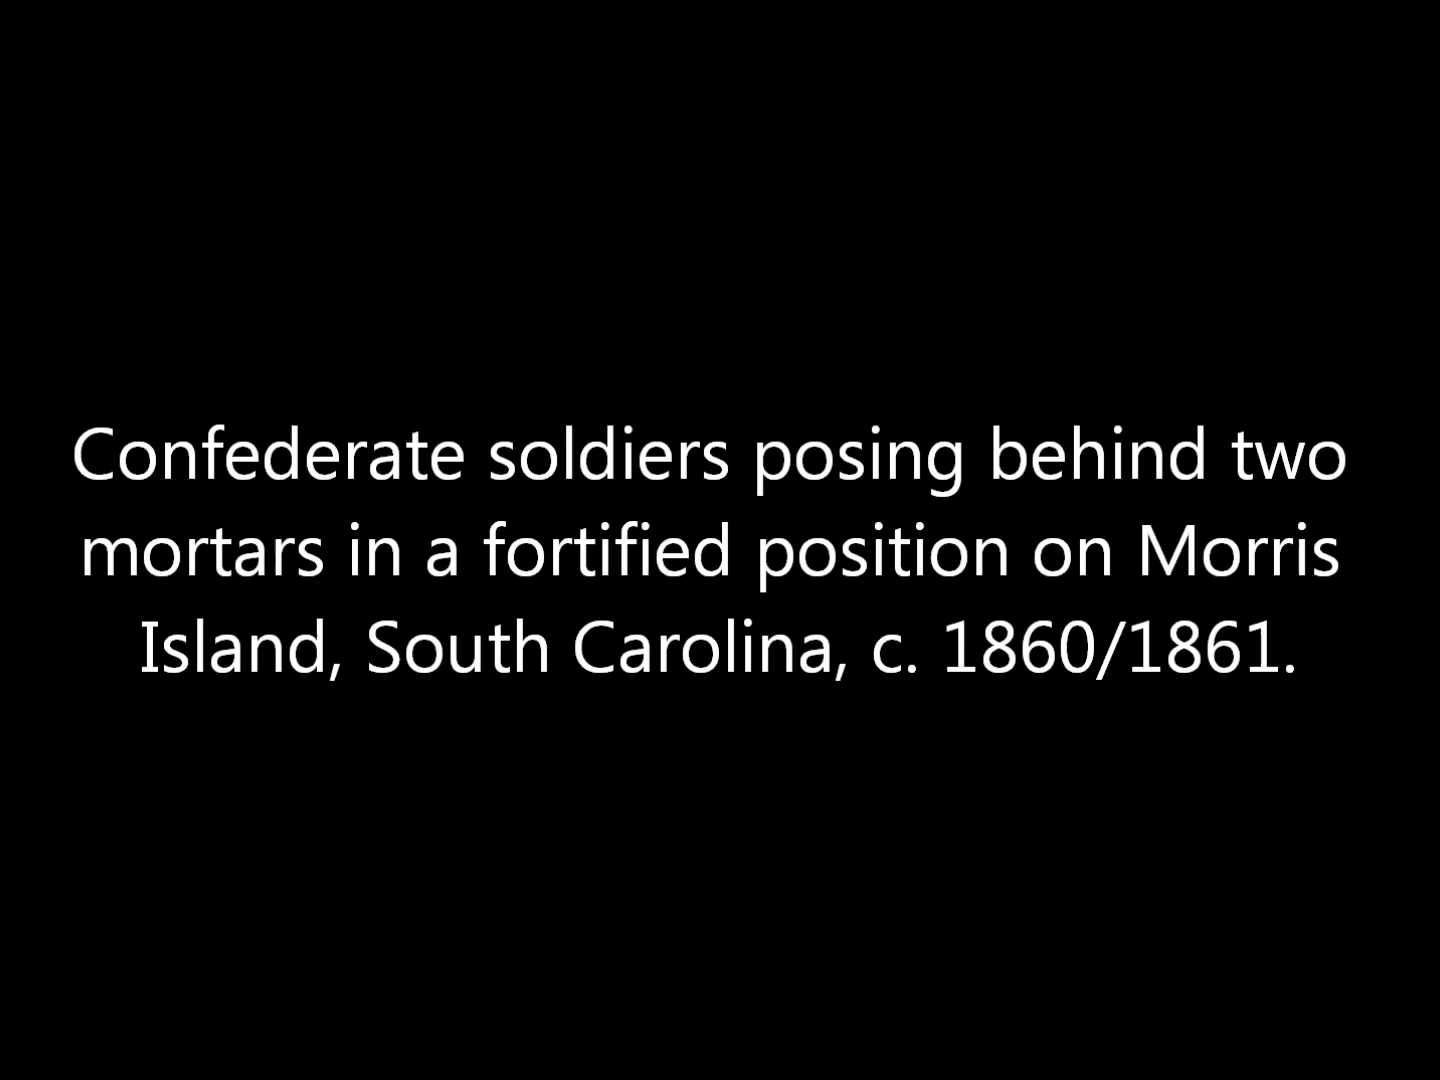 Confederate soldiers posing behind two
mortars in a fortified position on Morris
Island, South Carolina, c. 1860/1861.